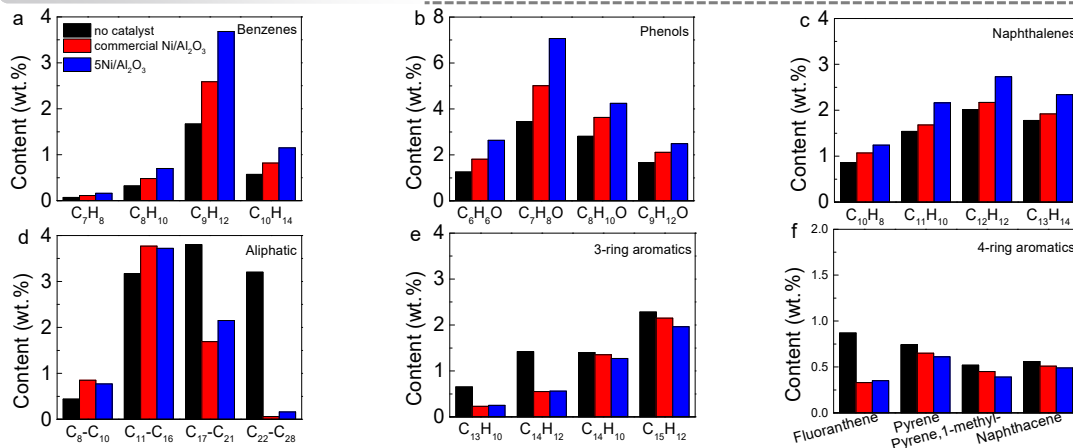 a
Benzenes
no catalyst
commercial Ni/Al₂O₃
5Ni/Al₂O₃
Content (wt.%)
4
3
2
1
0
C₇H₈ C₈H₁₀ C₉H₁₂ C₁₀H₁₄
b
Phenols
Content (wt.%)
8
6
4
2
0
C₆H₆O C₇H₈O C₈H₁₀O C₉H₁₂O
c
Naphthalenes
Content (wt.%)
4
3
2
1
0
C₁₀H₈ C₁₁H₁₀ C₁₂H₁₂ C₁₃H₁₄
d
Aliphatic
Content (wt.%)
4
3
2
1
0
C₈-C₁₀ C₁₁-C₁₆ C₁₇-C₂₁ C₂₂-C₂₈
e
3-ring aromatics
Content (wt.%)
4
3
2
1
0
C₁₃H₁₀ C₁₄H₁₂ C₁₄H₁₀ C₁₅H₁₂
f
4-ring aromatics
Content (wt.%)
2.0
1.5
1.0
0.5
0.0
Fluoranthene
Pyrene
Pyrene,1-methyl-
Naphthacene